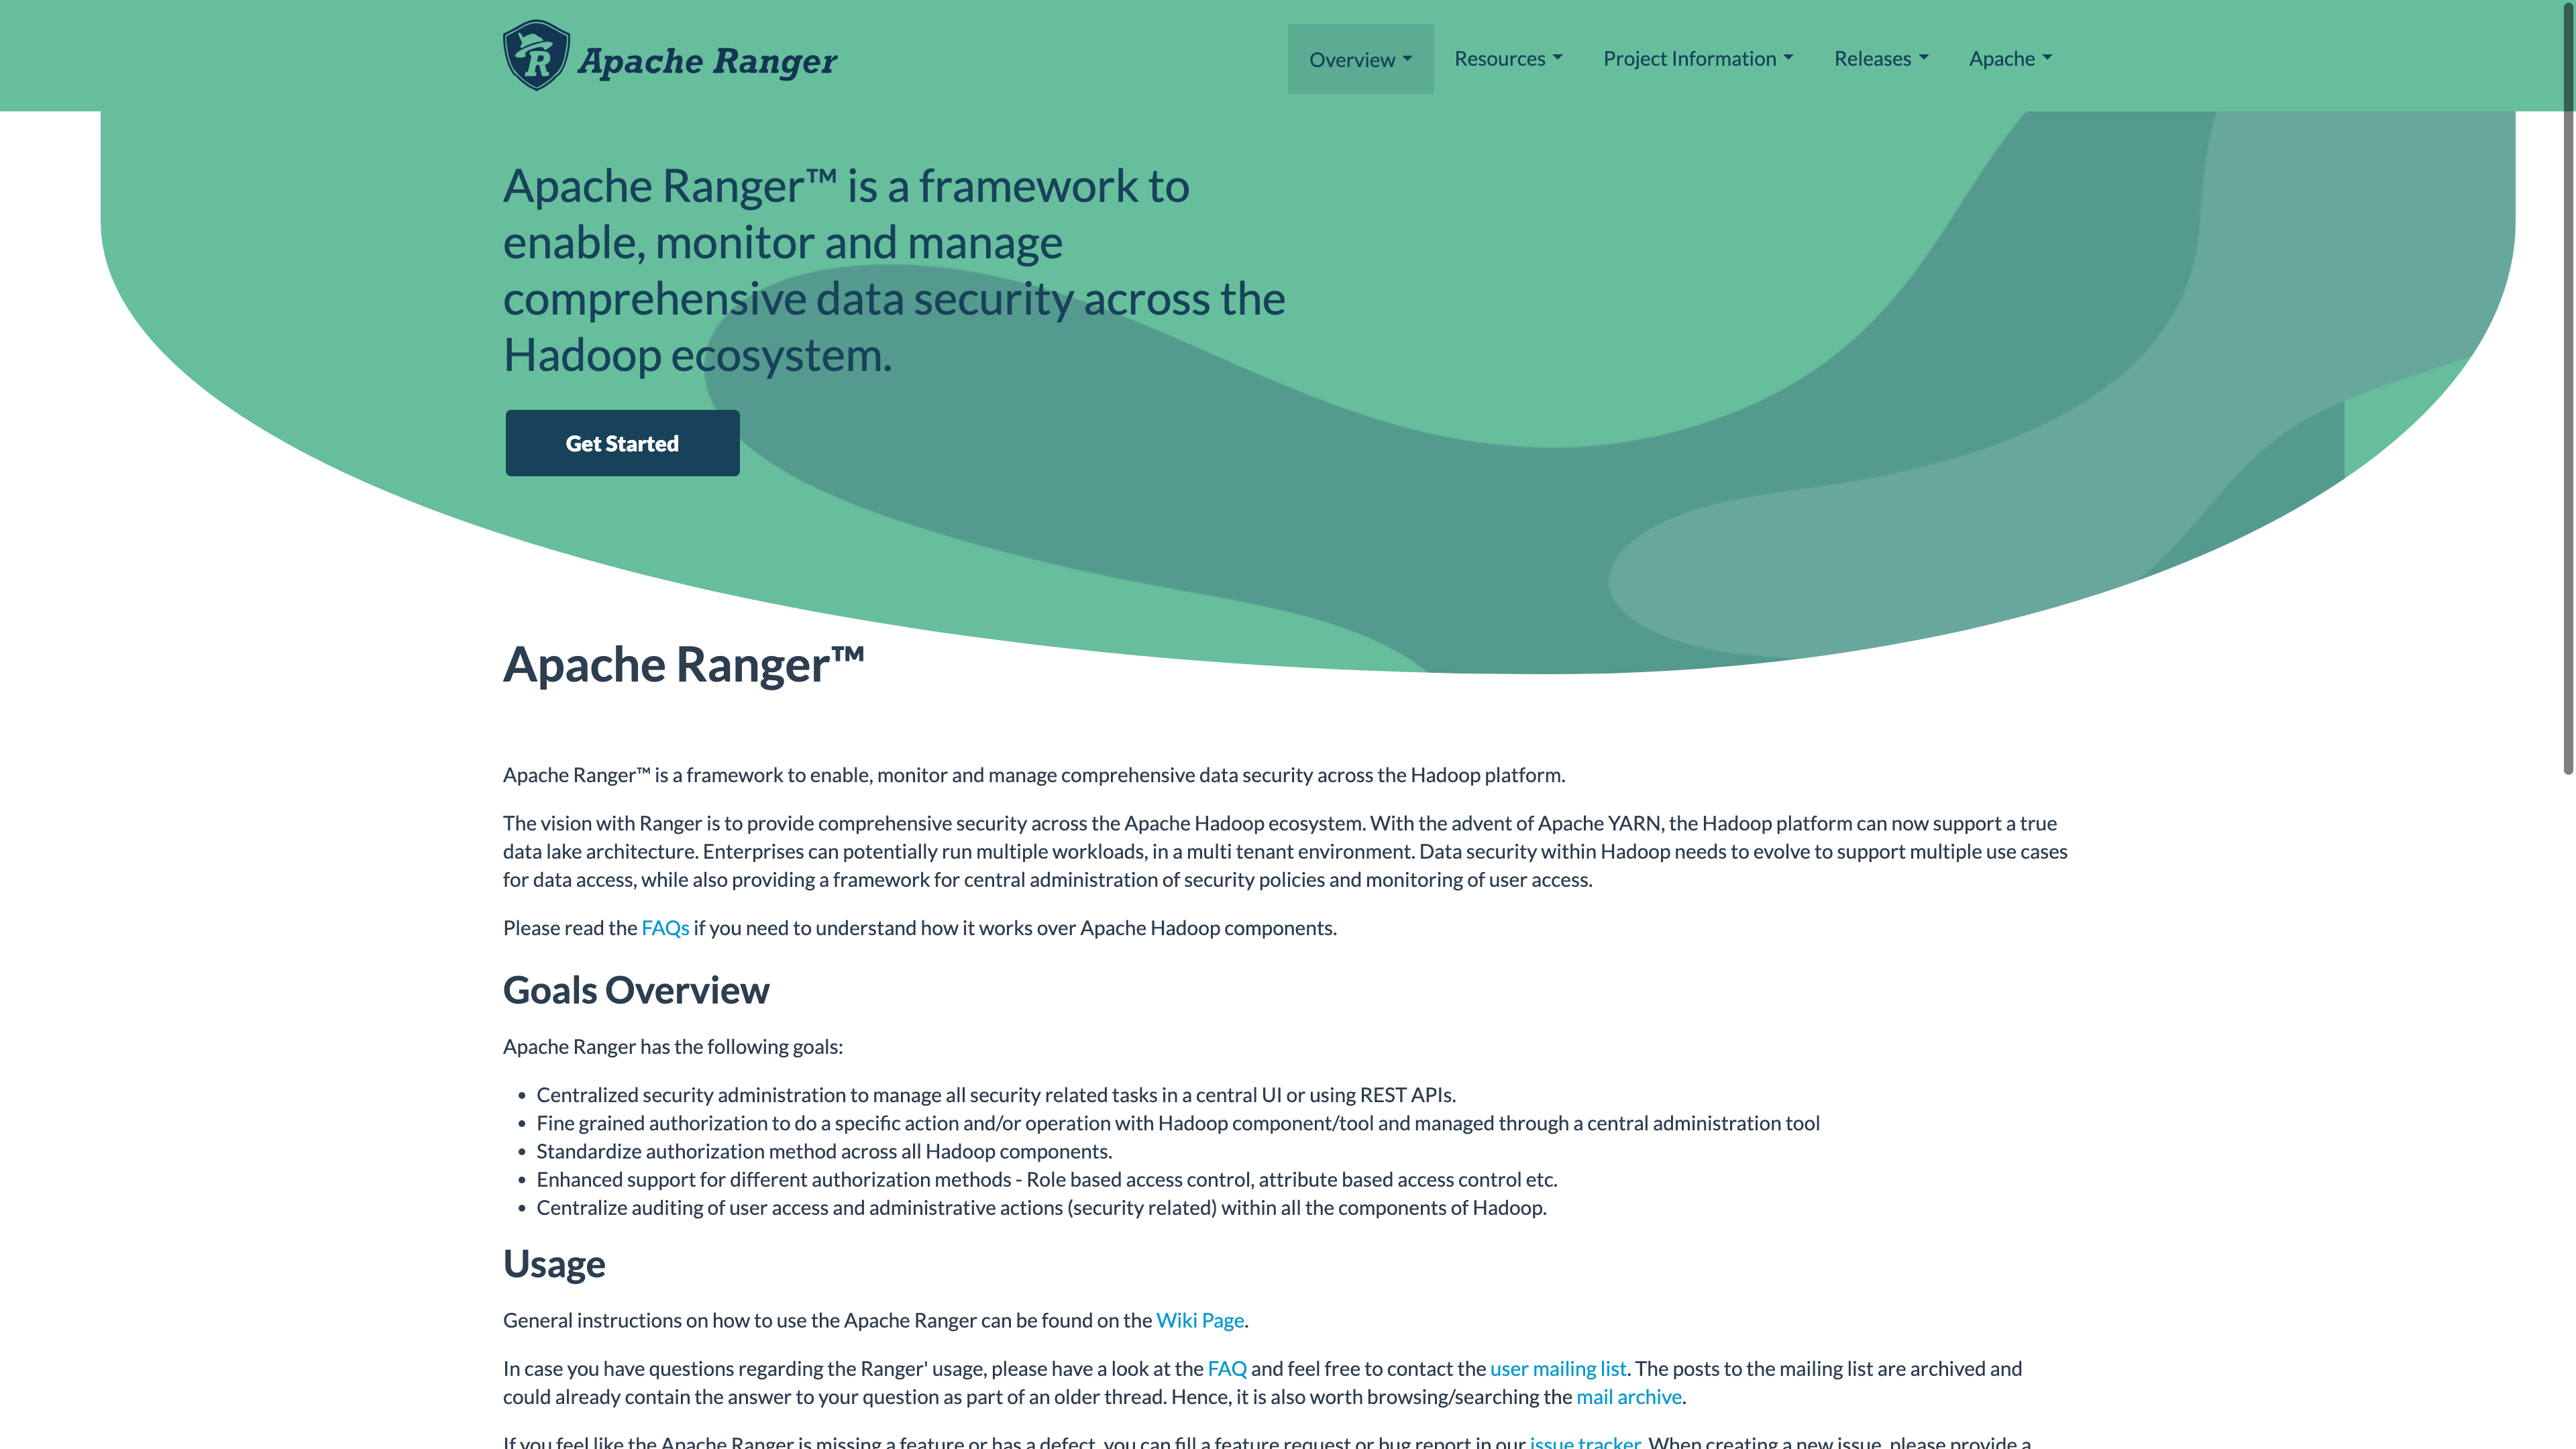 Apache Ranger
Overview
Resources
Project Information
Releases
Apache
Apache Ranger™ is a framework to
enable, monitor and manage
comprehensive data security across the
Hadoop ecosystem.
Get Started
Apache Ranger™
Apache Ranger™ is a framework to enable, monitor and manage comprehensive data security across the Hadoop platform.
The vision with Ranger is to provide comprehensive security across the Apache Hadoop ecosystem. With the advent of Apache YARN, the Hadoop platform can now support a true
data lake architecture. Enterprises can potentially run multiple workloads, in a multi tenant environment. Data security within Hadoop needs to evolve to support multiple use cases
for data access, while also providing a framework for central administration of security policies and monitoring of user access.
Please read the FAQs if you need to understand how it works over Apache Hadoop components.
Goals Overview
Apache Ranger has the following goals:
• Centralized security administration to manage all security related tasks in a central UI or using REST APIs.
• Fine grained authorization to do a specific action and/or operation with Hadoop component/tool and managed through a central administration tool
• Standardize authorization method across all Hadoop components.
• Enhanced support for different authorization methods - Role based access control, attribute based access control etc.
• Centralize auditing of user access and administrative actions (security related) within all the components of Hadoop.
Usage
General instructions on how to use the Apache Ranger can be found on the Wiki Page.
In case you have questions regarding the Ranger' usage, please have a look at the FAQ and feel free to contact the user mailing list. The posts to the mailing list are archived and
could already contain the answer to your question as part of an older thread. Hence, it is also worth browsing/searching the mail archive.
If you feel like the Apache Ranger is missing a feature or has a defect, you can fill a feature request or bug report in our issue tracker. When creating a new issue, please provide a